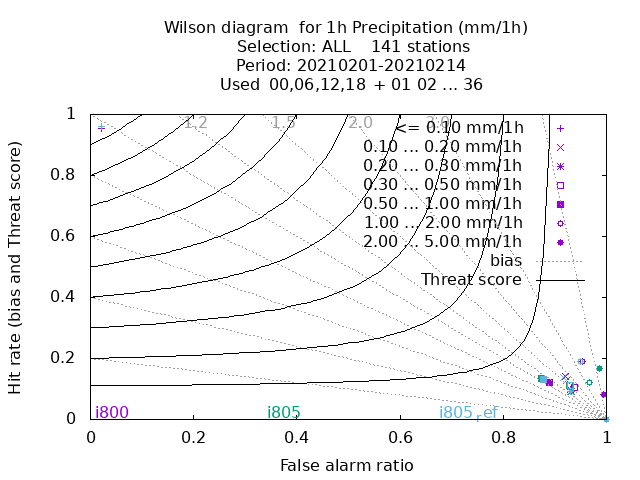 Wilson diagram for 1h Precipitation (mm/1h)
Selection: ALL 141 stations
Period: 20210201-20210214
Used 00,06,12,18 + 01 02 ... 36
Hit rate (bias and Threat score)
1
0.8
0.6
0.4
0.2
0
1.2
1.5
2.0
<= 0.10 mm/1h
0.10 ... 0.20 mm/1h
0.20 ... 0.30 mm/1h
0.30 ... 0.50 mm/1h
0.50 ... 1.00 mm/1h
1.00 ... 2.00 mm/1h
2.00 ... 5.00 mm/1h
bias
Threat score
i800 i805 i805_ref
0 0.2 0.4 0.6 0.8 1
False alarm ratio